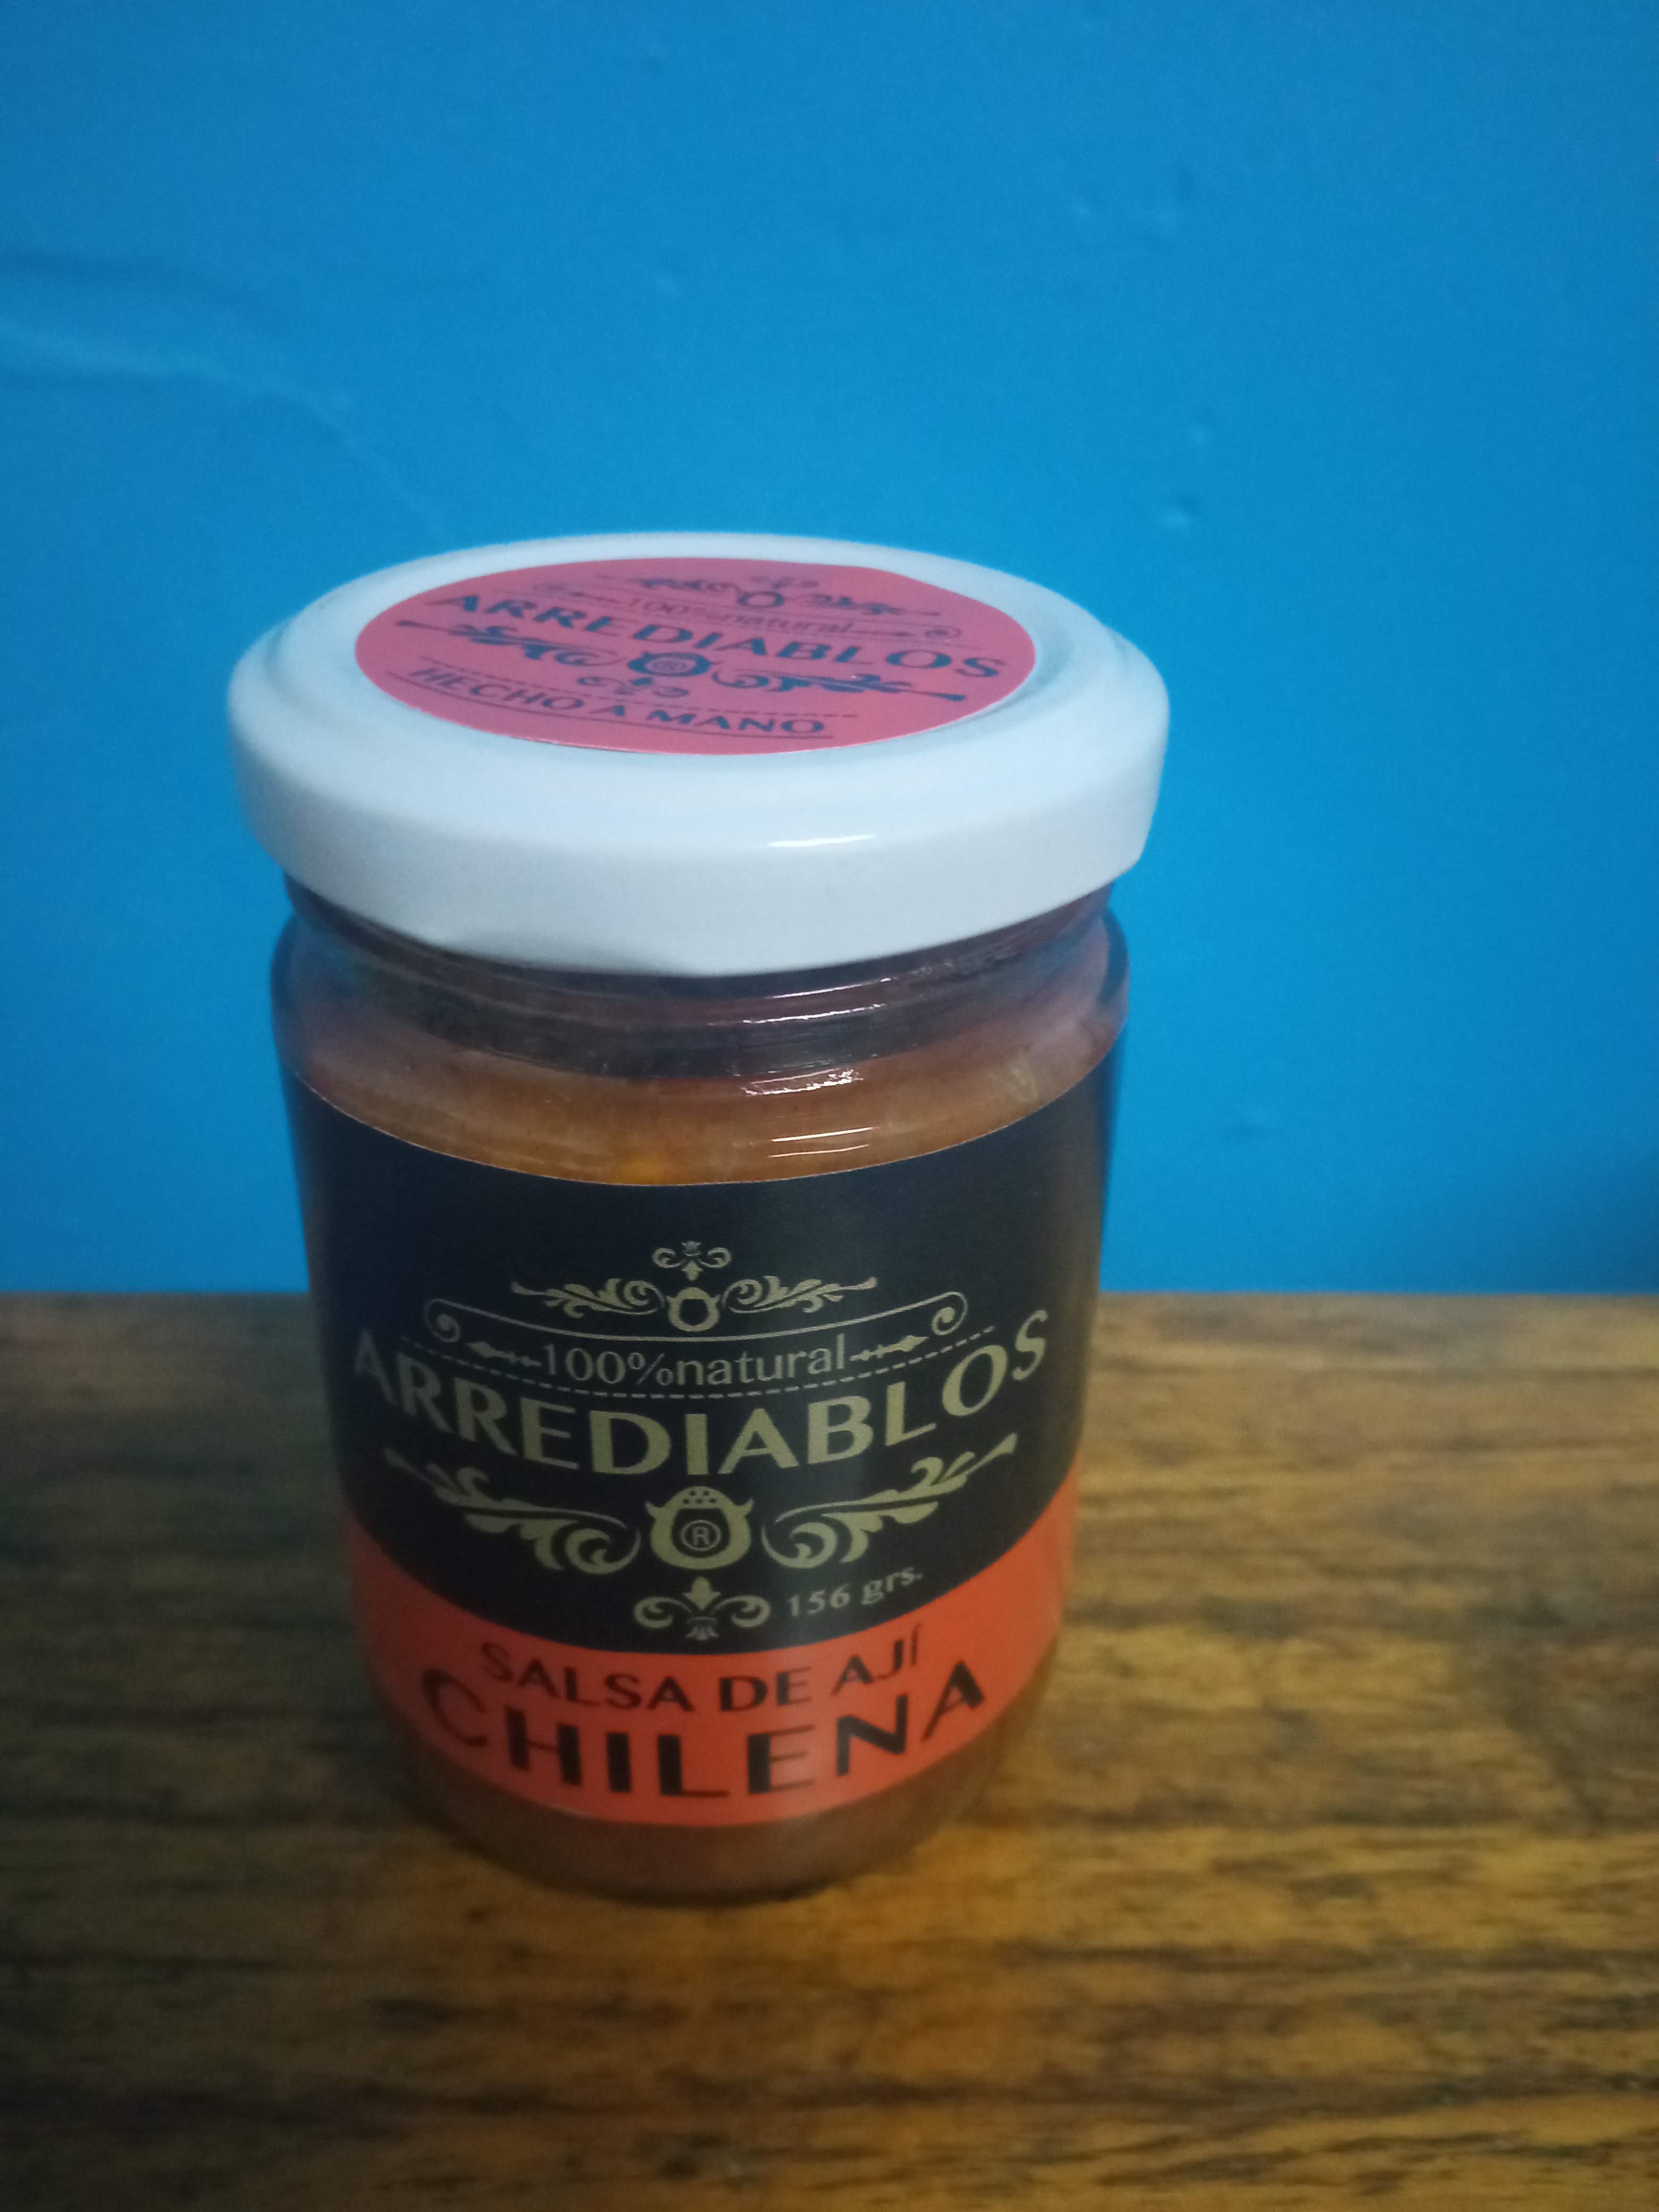 100%natural
ARREDIABLOS
®
HECHO A MANO
100%natural
ARREDIABLOS
®
156 grs.
SALSA DE AJÍ
CHILENA